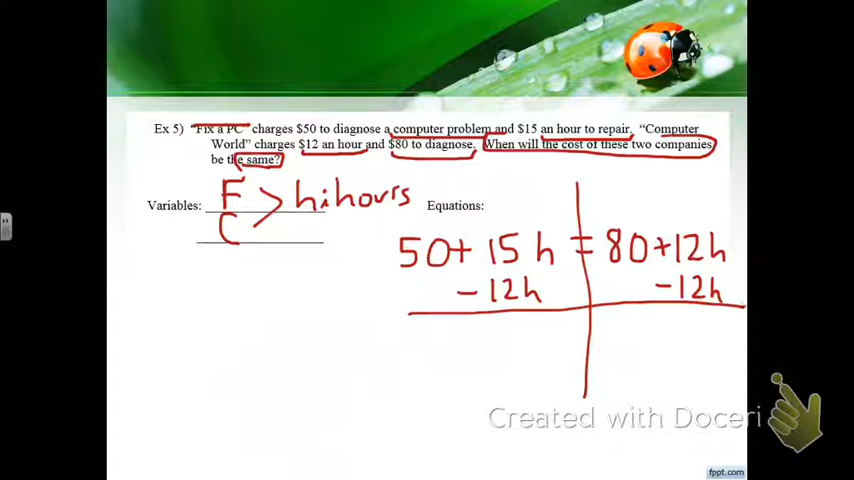 Ex 5) "Fix a PC" charges $50 to diagnose a computer problem and $15 an hour to repair. "Computer
World" charges $12 an hour and $80 to diagnose. When will the cost of these two companies
be the same?
Variables: F > h:hours
C
Equations:
50+ 15h = 80+12h
-12h -12h
Created with Doceri
fppt.com